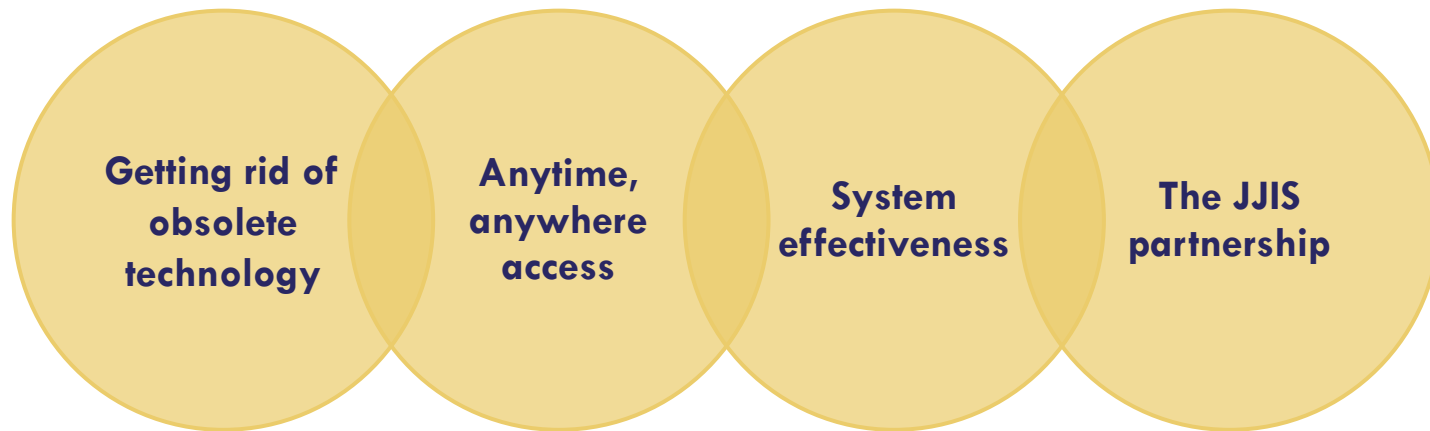 Getting rid of
obsolete
technology
Anytime,
anywhere
access
System
effectiveness
The JJIS
partnership